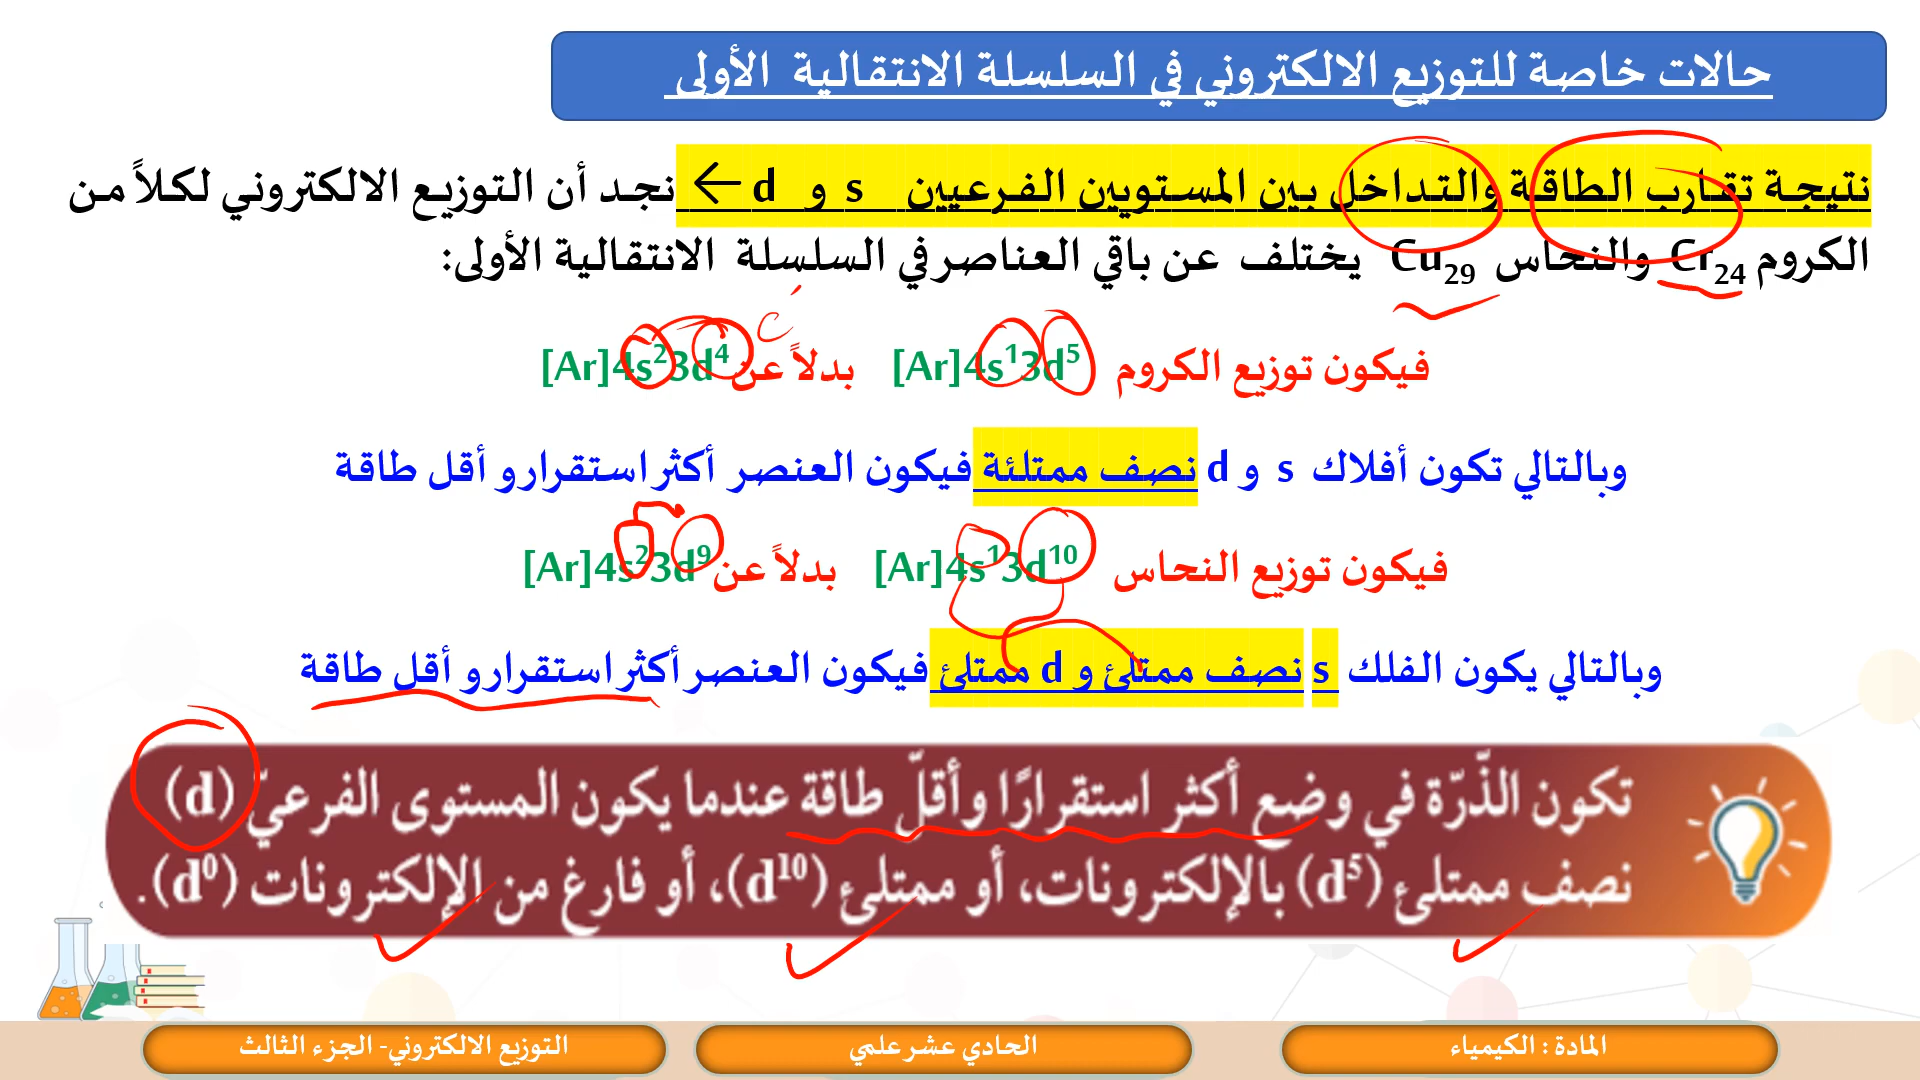 حالات خاصة للتوزيع الالكتروني في السلسلة الانتقالية الأولى
نتيجة تقارب الطاقة والتداخل بين المستويين الفرعيين s و d ← نجد أن التوزيع الالكتروني لكلاً من
الكروم Cr24 والنحاس Cu29 يختلف عن باقي العناصر في السلسلة الانتقالية الأولى:
فيكون توزيع الكروم [Ar]4s¹3d⁵ بدلاً عن [Ar]4s²3d⁴
وبالتالي تكون أفلاك s و d نصف ممتلئة فيكون العنصر أكثر استقرار و أقل طاقة
فيكون توزيع النحاس [Ar]4s¹3d¹⁰ بدلاً عن [Ar]4s²3d⁹
وبالتالي يكون الفلك s نصف ممتلئ و d ممتلئ فيكون العنصر أكثر استقرار و أقل طاقة
تكون الذّرّة في وضع أكثر استقرارًا وأقلّ طاقة عندما يكون المستوى الفرعيّ (d)
نصف ممتلئ (d⁵) بالإلكترونات، أو ممتلئ (d¹⁰)، أو فارغ من الإلكترونات (d⁰).
المادة : الكيمياء
الحادي عشر علمي
التوزيع الالكتروني- الجزء الثالث